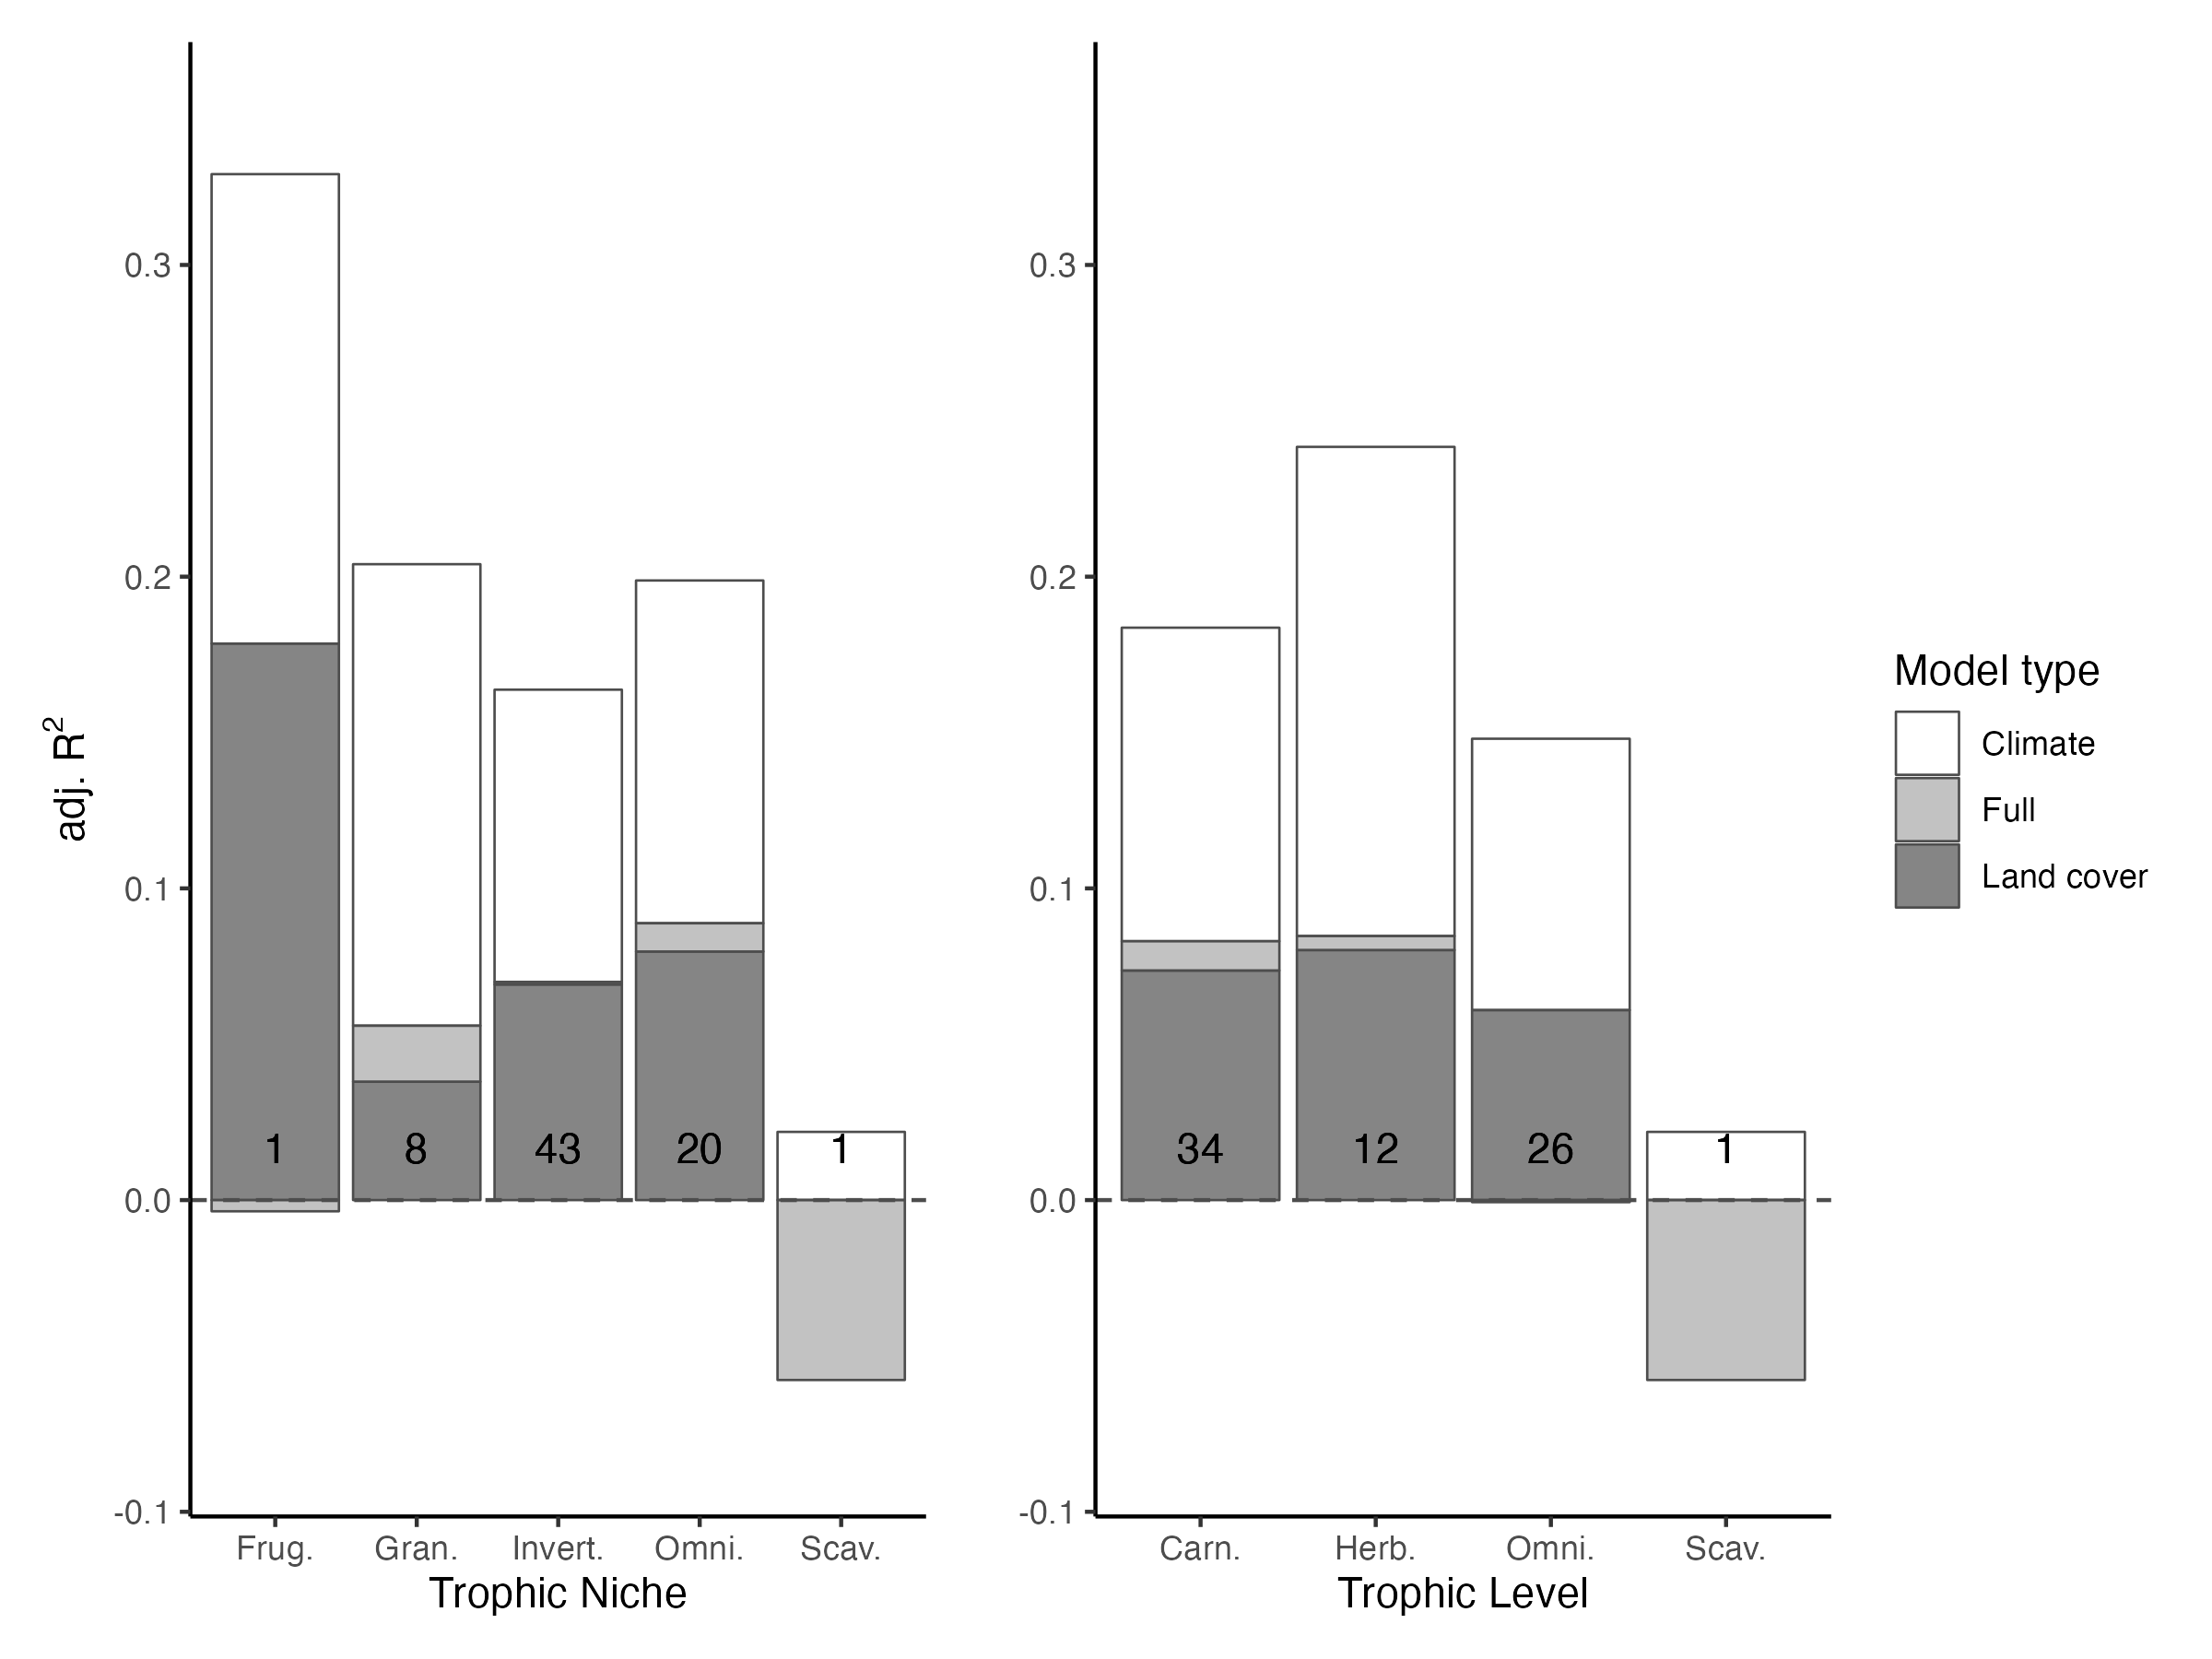 adj. R²
0.3
0.2
0.1
0.0
-0.1
1
8
43
20
1
Frug.
Gran.
Invert.
Omni.
Scav.
Trophic Niche
0.3
0.2
0.1
0.0
-0.1
34
12
26
1
Carn.
Herb.
Omni.
Scav.
Trophic Level
Model type
Climate
Full
Land cover